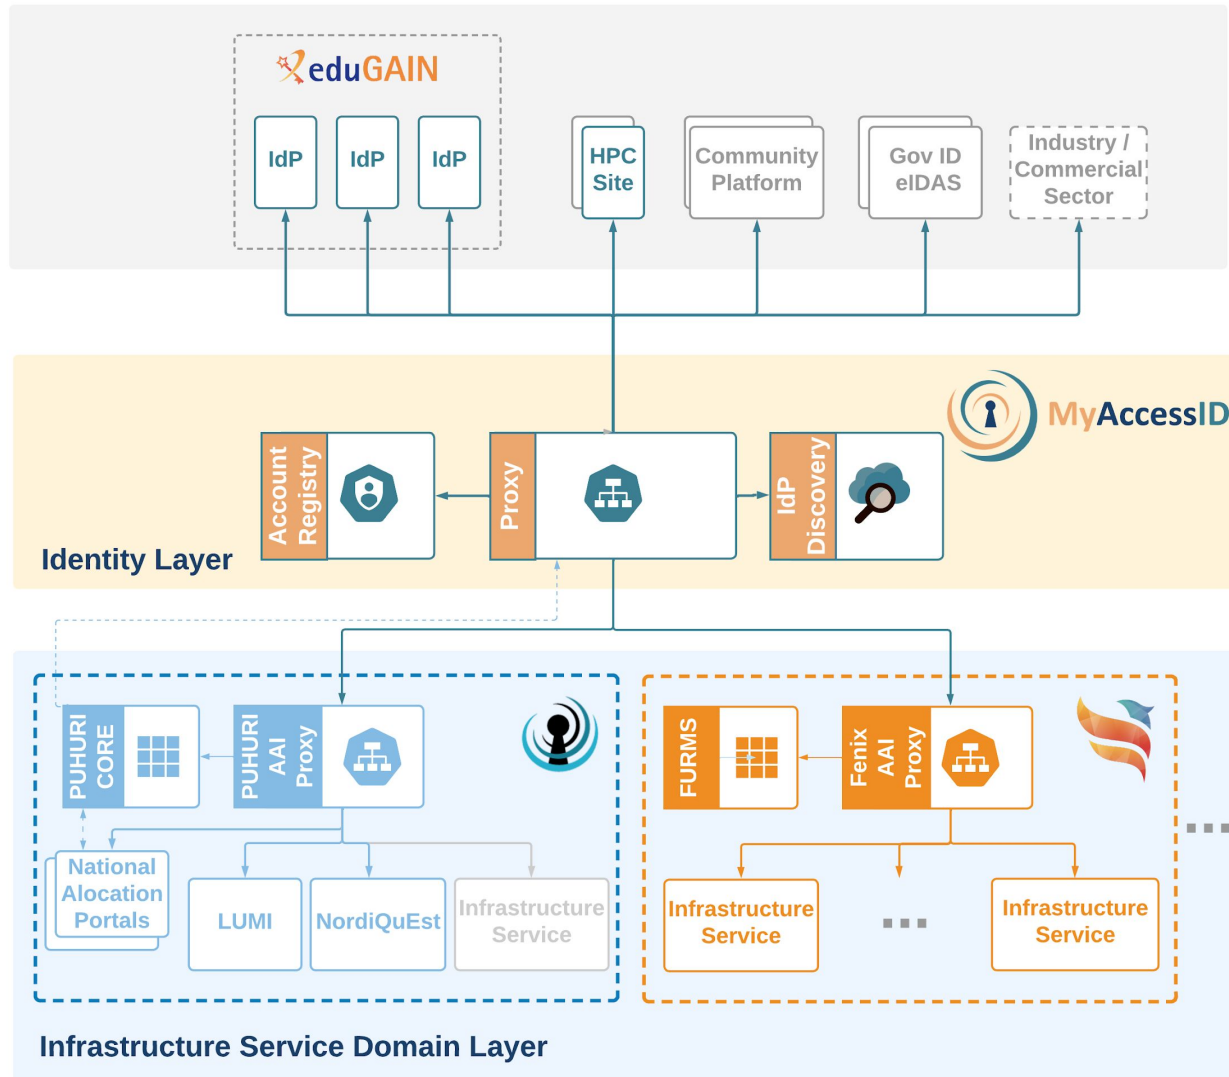 eduGAIN
IdP
IdP
IdP
HPC
Site
Community
Platform
Gov ID
eIDAS
Industry /
Commercial
Sector
MyAccessID
Account
Registry
Proxy
IdP
Discovery
Identity Layer
PUHURI
CORE
PUHURI
AAI
Proxy
FURMS
Fenix
AAI
Proxy
National
Alocation
Portals
LUMI
NordiQuEst
Infrastructure
Service
Infrastructure
Service
...
Infrastructure
Service
...
Infrastructure Service Domain Layer